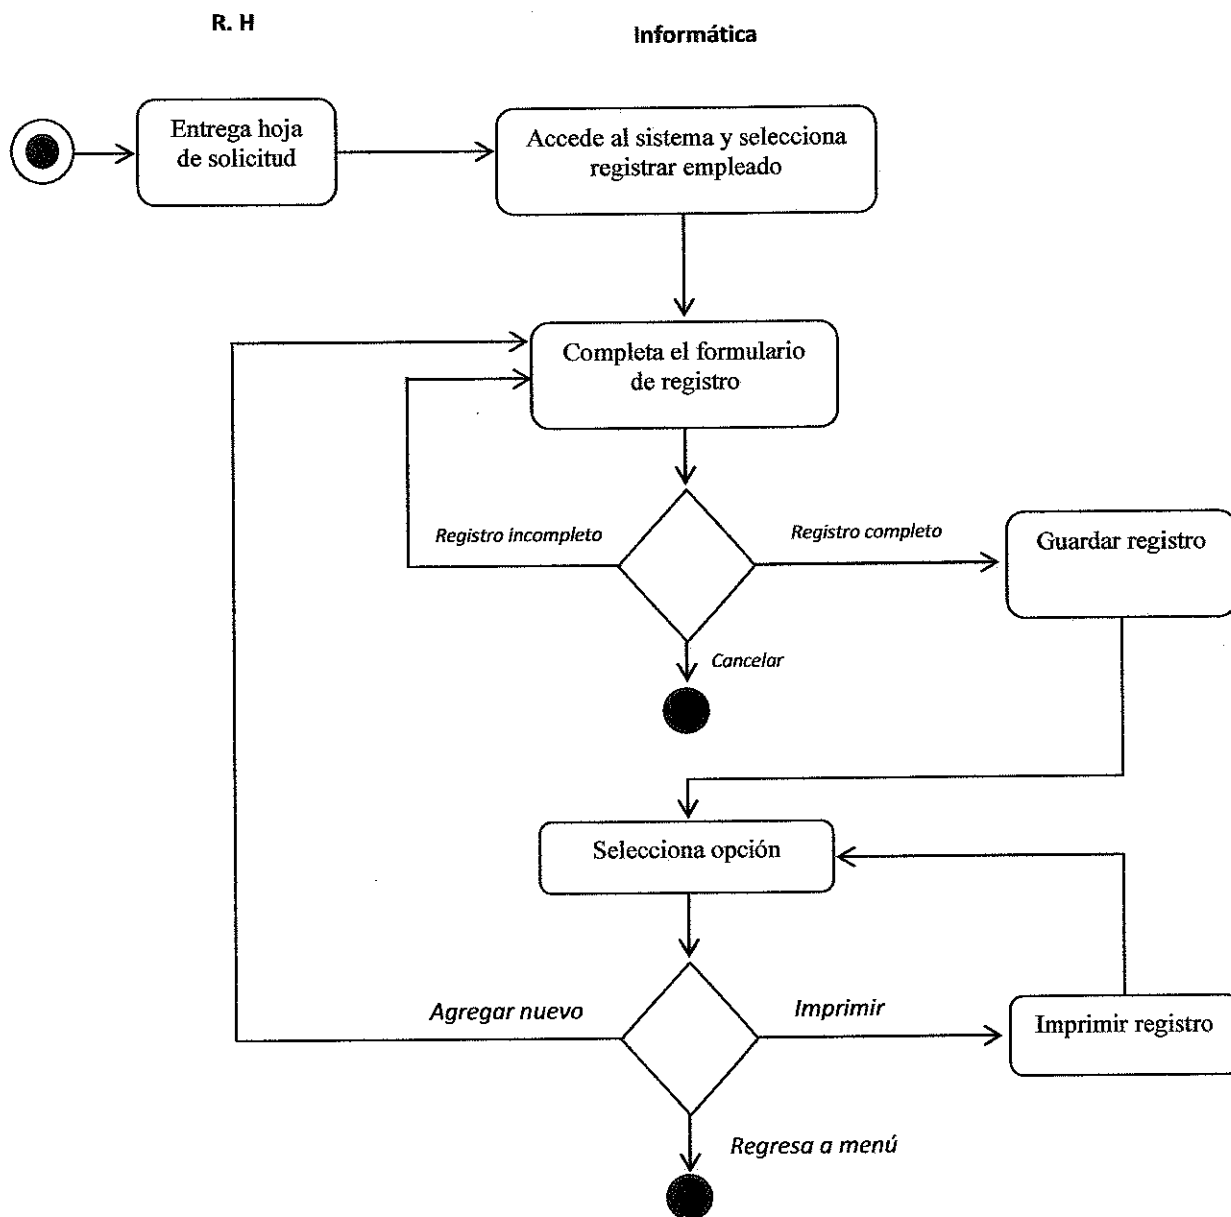 R. H
Informática
Entrega hoja
de solicitud
Accede al sistema y selecciona
registrar empleado
Completa el formulario
de registro
Registro incompleto
Registro completo
Guardar registro
Cancelar
Selecciona opción
Agregar nuevo
Imprimir
Imprimir registro
Regresa a menú